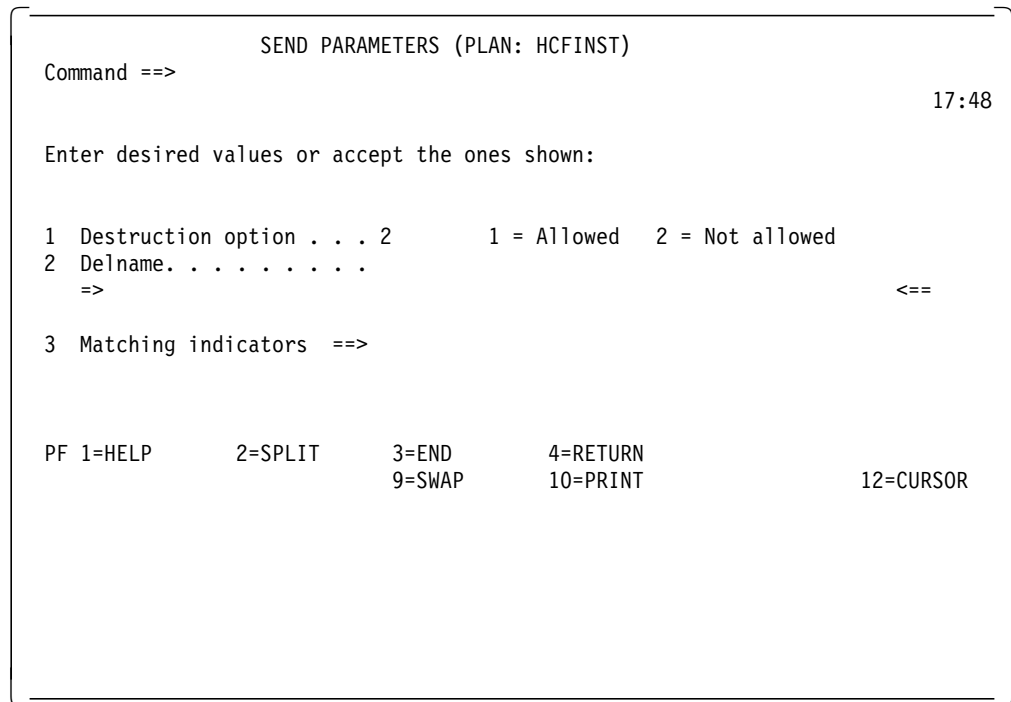 SEND PARAMETERS (PLAN: HCFINST)
Command ==>
17:48
Enter desired values or accept the ones shown:
1 Destruction option . . . 2 1 = Allowed 2 = Not allowed
2 Delname. . . . . . . . .
=> <==
3 Matching indicators ==>
PF 1=HELP 2=SPLIT 3=END 4=RETURN
9=SWAP 10=PRINT 12=CURSOR